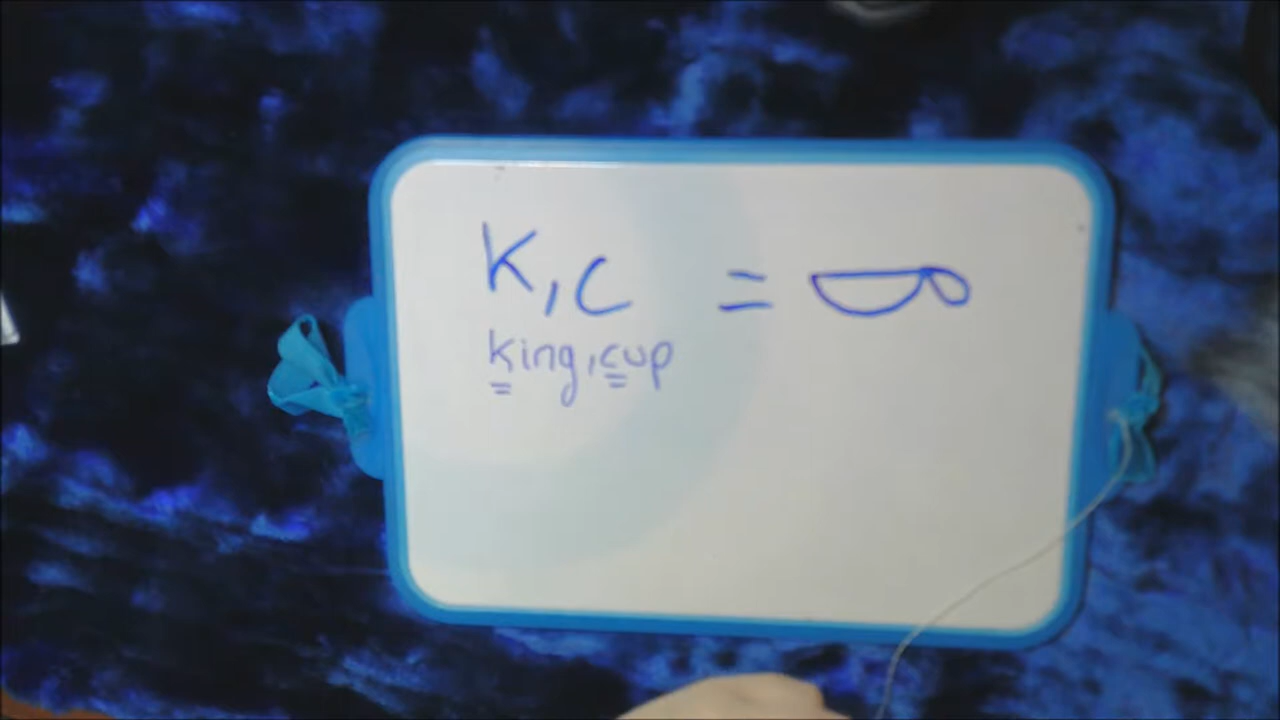 K, C =
king, cup